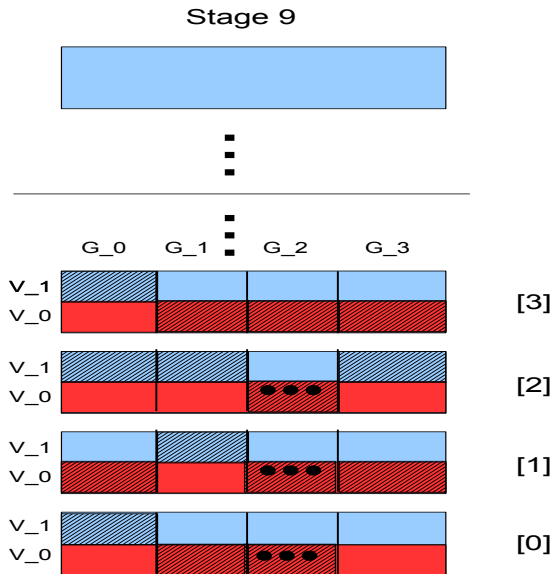 Stage 9
G_0 G_1 G_2 G_3
V_1
V_0 [3]
V_1
V_0 [2]
V_1
V_0 [1]
V_1
V_0 [0]